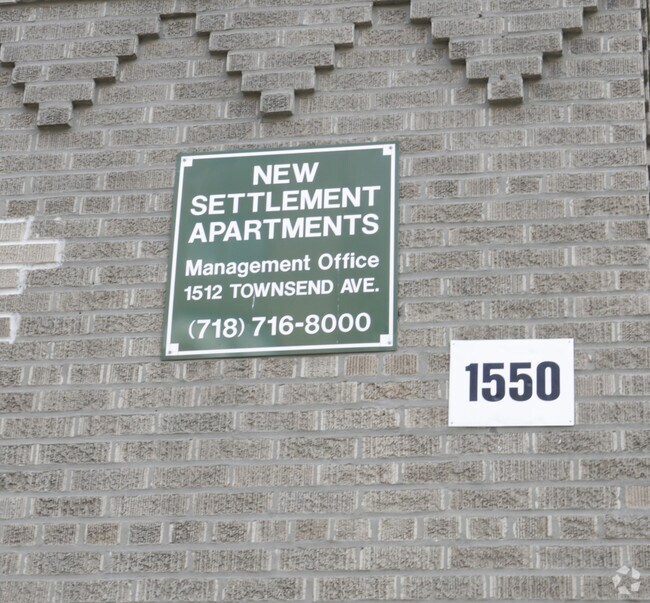 NEW
SETTLEMENT
APARTMENTS
Management Office
1512 TOWNSEND AVE.
(718) 716-8000
1550